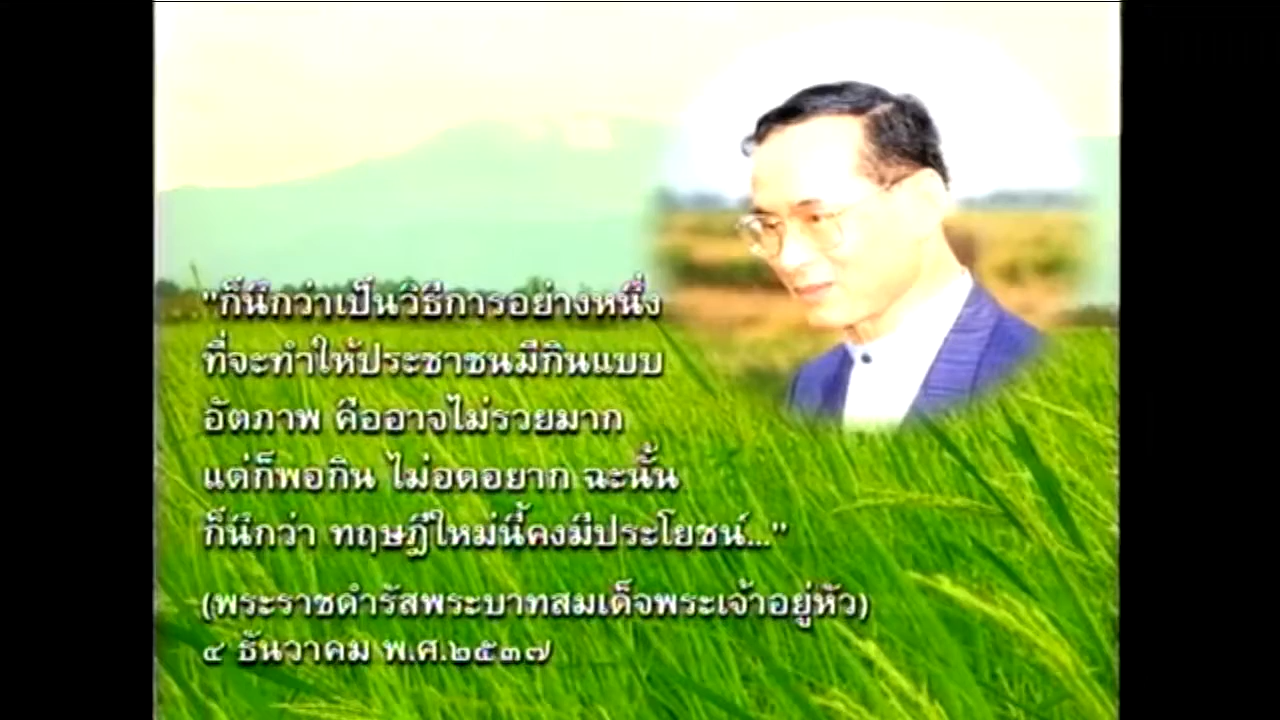 "ก็นึกว่าเป็นวิธีการอย่างหนึ่ง
ที่จะทำให้ประชาชนมีกินแบบ
อัตภาพ คืออาจไม่รวยมาก
แต่ก็พอกิน ไม่อดอยาก ฉะนั้น
ก็นึกว่า ทฤษฎีใหม่นี้คงมีประโยชน์..."
(พระราชดำรัสพระบาทสมเด็จพระเจ้าอยู่หัว)
๔ ธันวาคม พ.ศ.๒๕๓๗